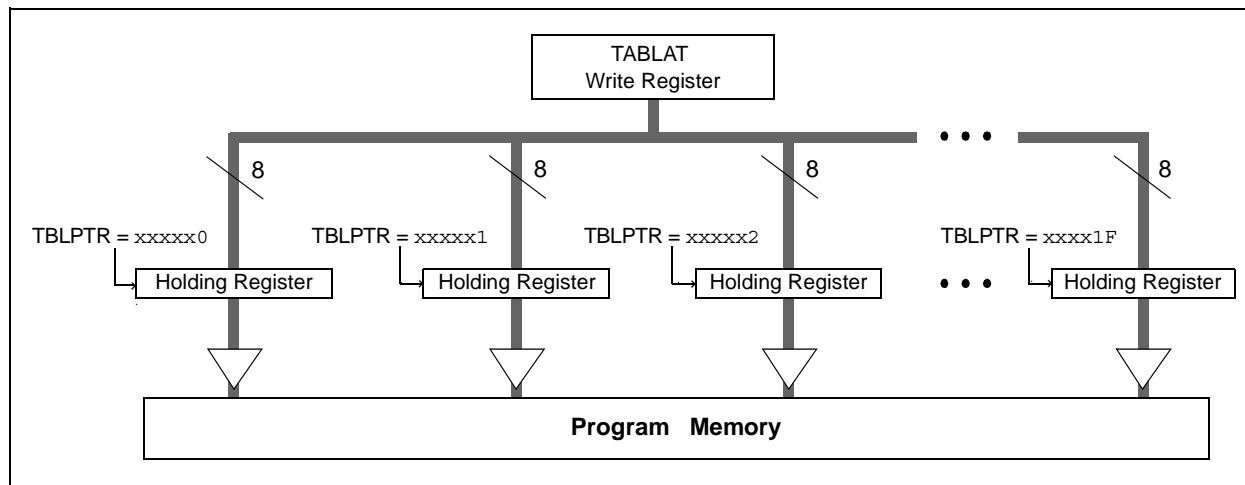 TABLAT
Write Register
8
8
8
8
TBLPTR = xxxxx0
TBLPTR = xxxxx1
TBLPTR = xxxxx2
TBLPTR = xxxx1F
Holding Register
Holding Register
Holding Register
Holding Register
Program Memory